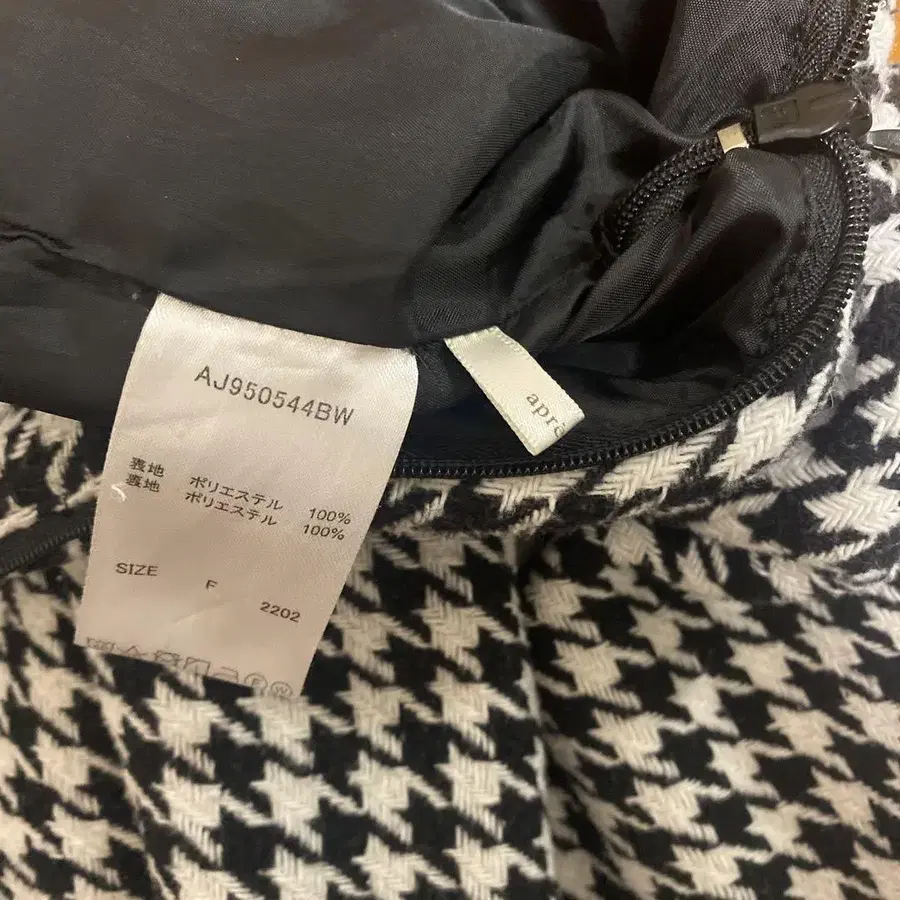 AJ950544BW
表地 ポリエステル 100%
裏地 ポリエステル 100%
SIZE F
2202
aprè